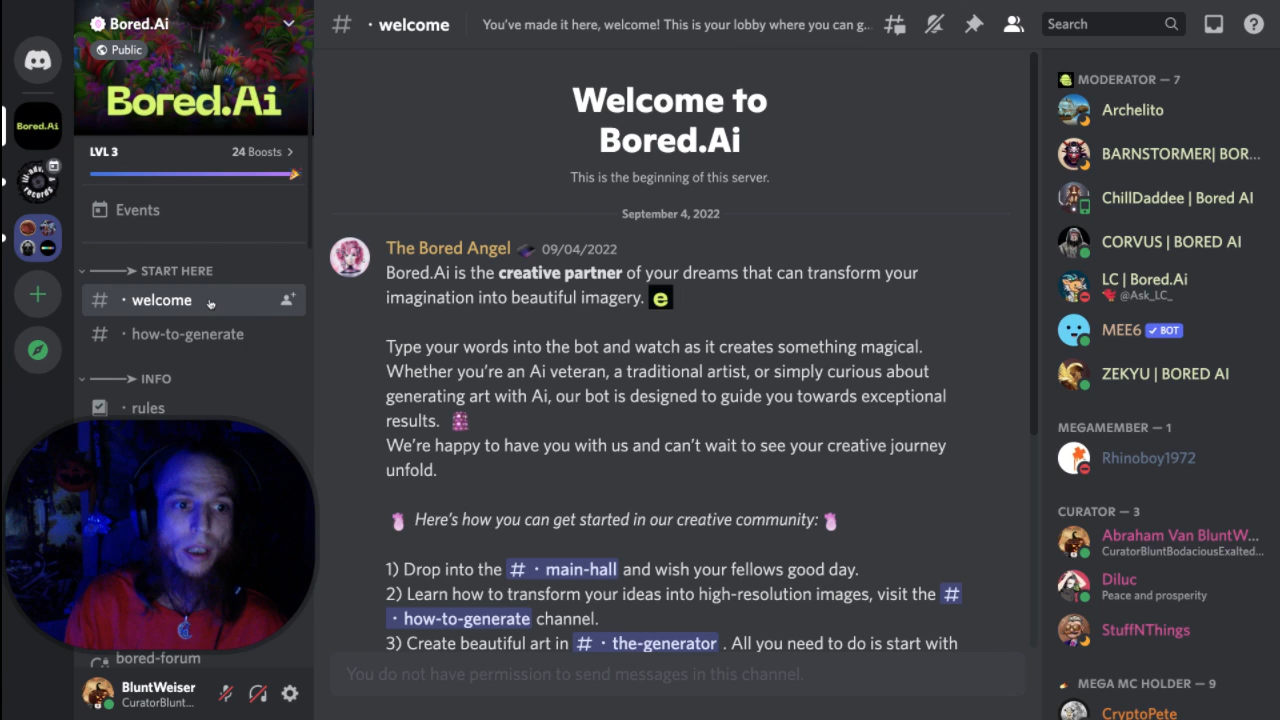 Bored.Ai
Public
Bored.Ai
LVL 3
24 Boosts
Events
START HERE
# · welcome
# · how-to-generate
INFO
· rules
bored-forum
BluntWeiser
CuratorBlunt...
Bored.Ai
# · welcome
You've made it here, welcome! This is your lobby where you can g...
Search
Welcome to
Bored.Ai
This is the beginning of this server.
September 4, 2022
The Bored Angel 09/04/2022
Bored.Ai is the creative partner of your dreams that can transform your
imagination into beautiful imagery. e
Type your words into the bot and watch as it creates something magical.
Whether you're an Ai veteran, a traditional artist, or simply curious about
generating art with Ai, our bot is designed to guide you towards exceptional
results.
We're happy to have you with us and can't wait to see your creative journey
unfold.
Here's how you can get started in our creative community:
1) Drop into the # · main-hall and wish your fellows good day.
2) Learn how to transform your ideas into high-resolution images, visit the #
· how-to-generate channel.
3) Create beautiful art in # · the-generator . All you need to do is start with
You do not have permission to send messages in this channel.
MODERATOR — 7
Archelito
BARNSTORMER| BOR...
ChillDaddee | Bored AI
CORVUS | BORED AI
LC | Bored.Ai
@Ask_LC_
MEE6 ✓ BOT
ZEKYU | BORED AI
MEGAMEMBER — 1
Rhinoboy1972
CURATOR — 3
Abraham Van BluntW...
CuratorBluntBodaciousExalted...
Diluc
Peace and prosperity
StuffNThings
MEGA MC HOLDER — 9
CryptoPete